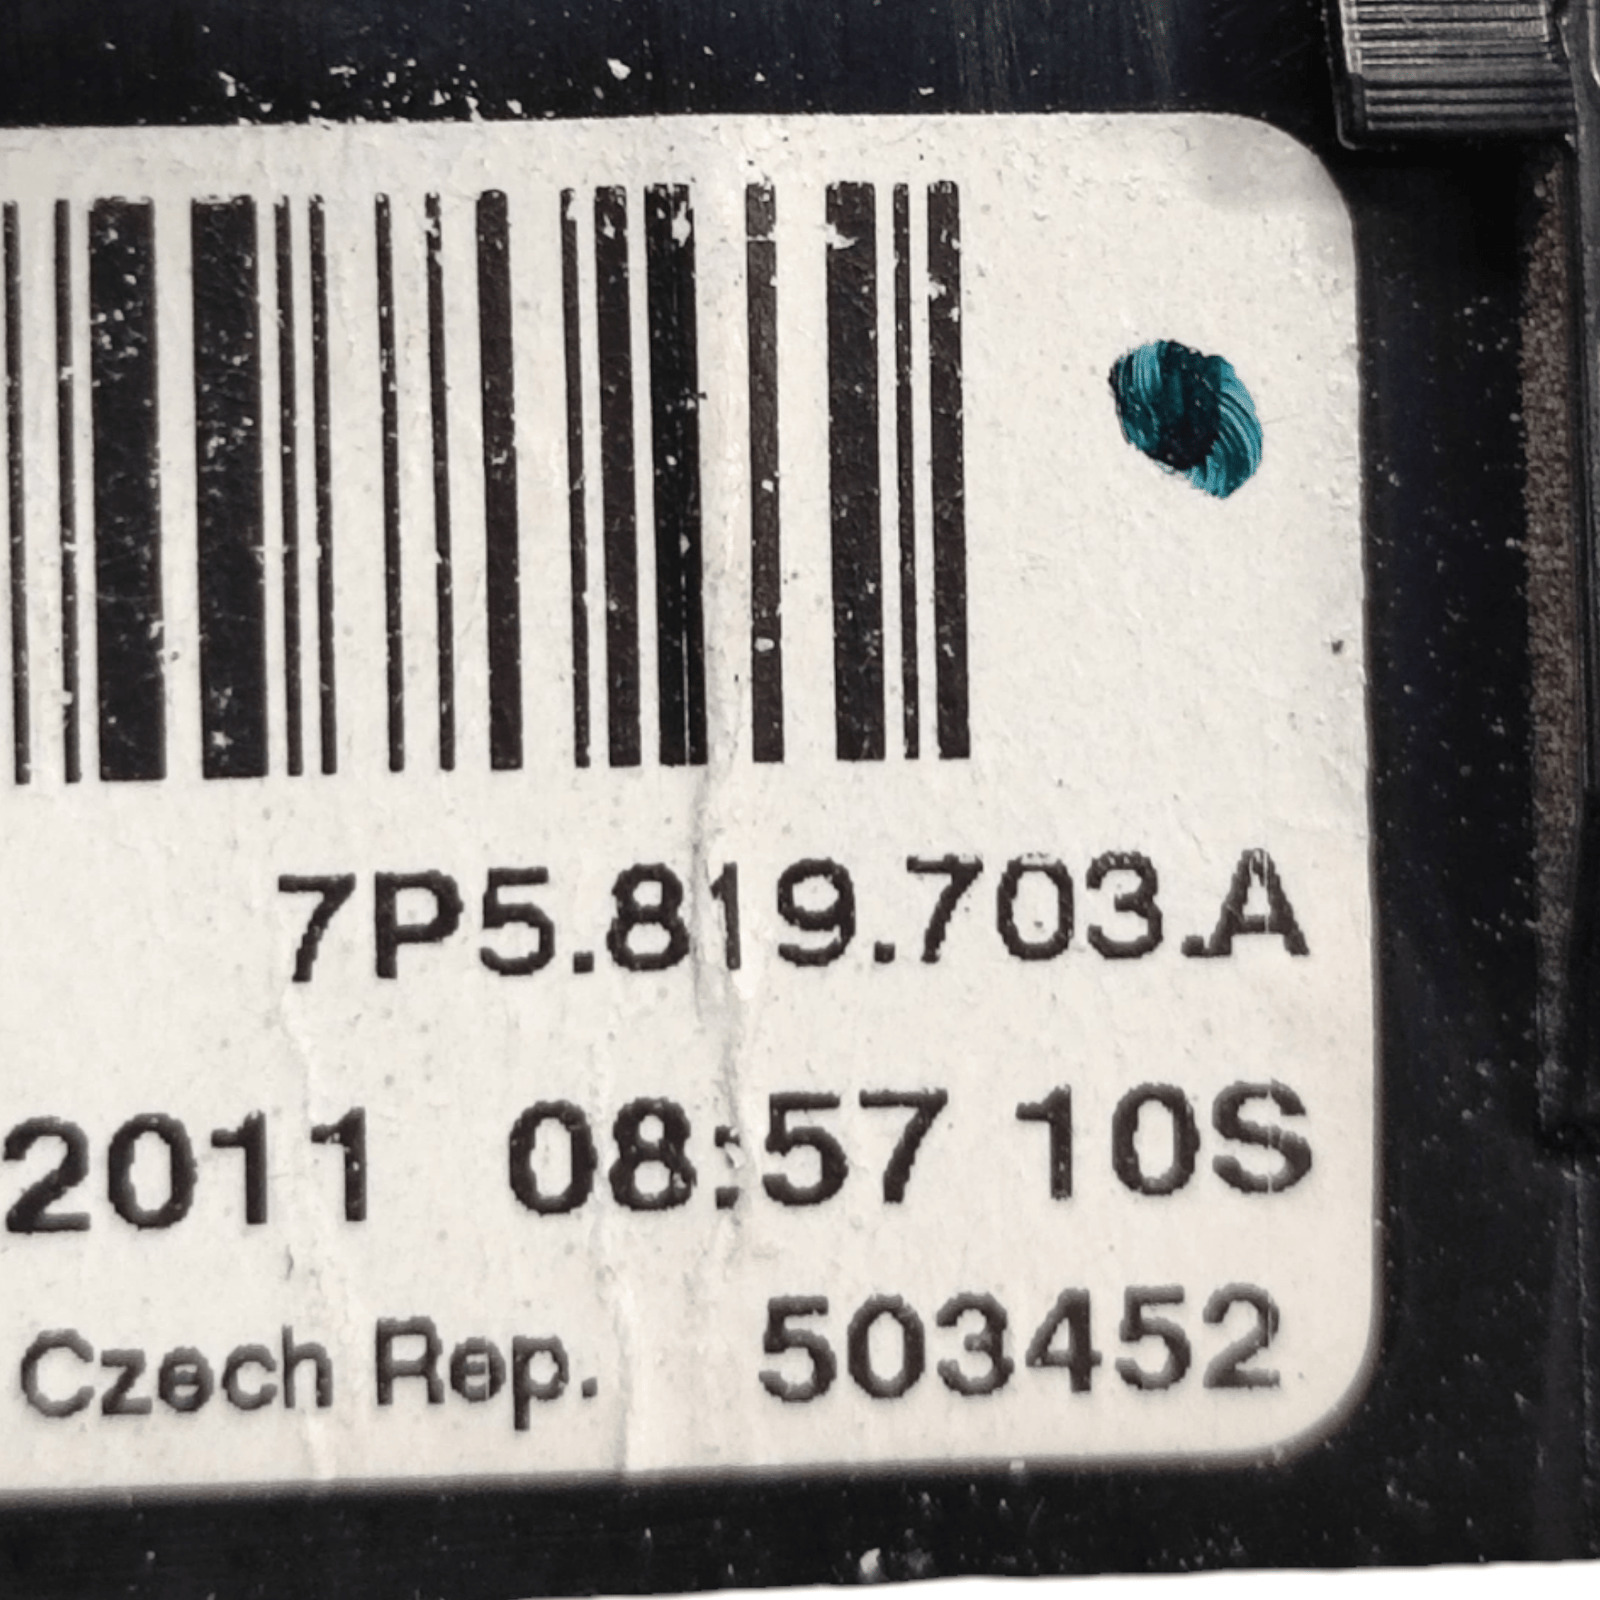 7P5.819.703.A
2011 08:57 10S
Czech Rep. 503452